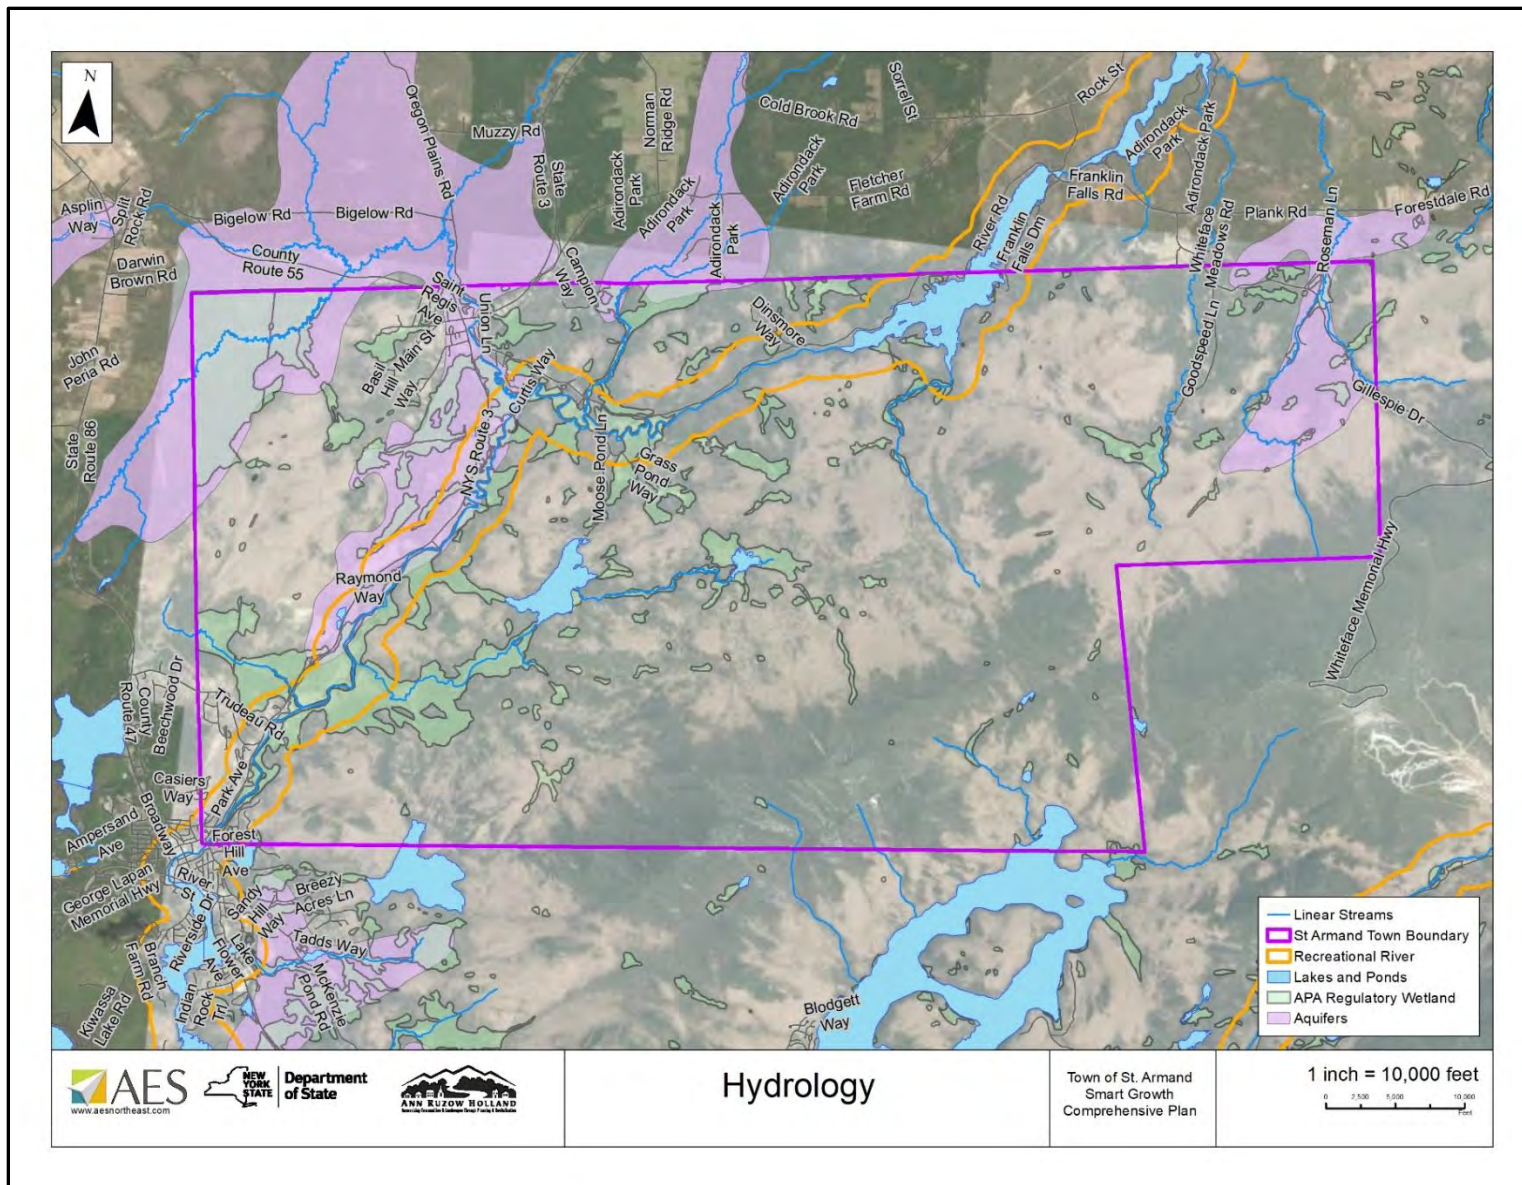 N
Oregon Plains Rd
Muzzy Rd
State
Route 3
Norman
Ridge Rd
Adirondack
Park
Adirondack
Park
Adirondack
Park
Cold Brook Rd
Sorrel St
Adirondack
Park
Fletcher
Farm Rd
Rock St
Adirondack
Park
Adirondack Park
Franklin
Falls Rd
Plank Rd
Forestdale Rd
Roseman Ln
Asplin
Way
Split
Rock Rd
Bigelow Rd
Bigelow Rd
County
Route 55
Darwin
Brown Rd
Campion
Way
River Rd
Franklin
Falls Dm
Whiteface
Meadows Rd
Goodspeed Ln
Saint
Regis
Ave
Union Ln
Dinsmore
Way
John
Peria Rd
Basil
Hill
Way
Main St
Curtis Way
NYS Route 3
Gillespie Dr
State
Route 86
Moose Pond Ln
Grass
Pond
Way
Whiteface Memorial Hwy
Raymond
Way
County
Route 47
Beechwood Dr
Trudeau Rd
Casiers
Way
Park Ave
Broadway
Ampersand
Ave
Forest
Hill
Ave
George Lapan
Memorial Hwy
River
St
Riverside Dr
Sandy
Hill
Way
Breezy
Acres Ln
Tadds Way
Lake
Flower
Ave
Mckenzie
Pond Rd
Branch
Farm Rd
Indian
Rock
Trl
Kiwassa
Lake Rd
Blodgett
Way
Linear Streams
St Armand Town Boundary
Recreational River
Lakes and Ponds
APA Regulatory Wetland
Aquifers
AES
www.aesnortheast.com
NEW
YORK
STATE
Department
of State
ANN RUZOW HOLLAND
Hydrology
Town of St. Armand
Smart Growth
Comprehensive Plan
1 inch = 10,000 feet
0 2,500 5,000 10,000
Feet